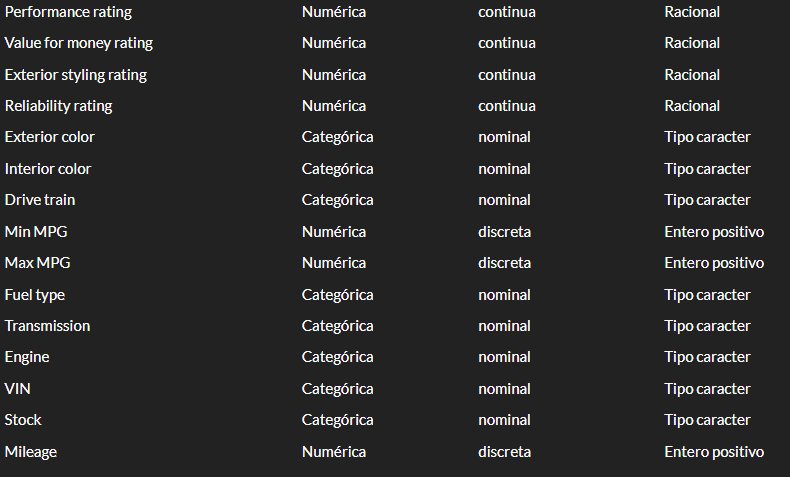 Performance rating Numérica continua Racional
Value for money rating Numérica continua Racional
Exterior styling rating Numérica continua Racional
Reliability rating Numérica continua Racional
Exterior color Categórica nominal Tipo caracter
Interior color Categórica nominal Tipo caracter
Drive train Categórica nominal Tipo caracter
Min MPG Numérica discreta Entero positivo
Max MPG Numérica discreta Entero positivo
Fuel type Categórica nominal Tipo caracter
Transmission Categórica nominal Tipo caracter
Engine Categórica nominal Tipo caracter
VIN Categórica nominal Tipo caracter
Stock Categórica nominal Tipo caracter
Mileage Numérica discreta Entero positivo